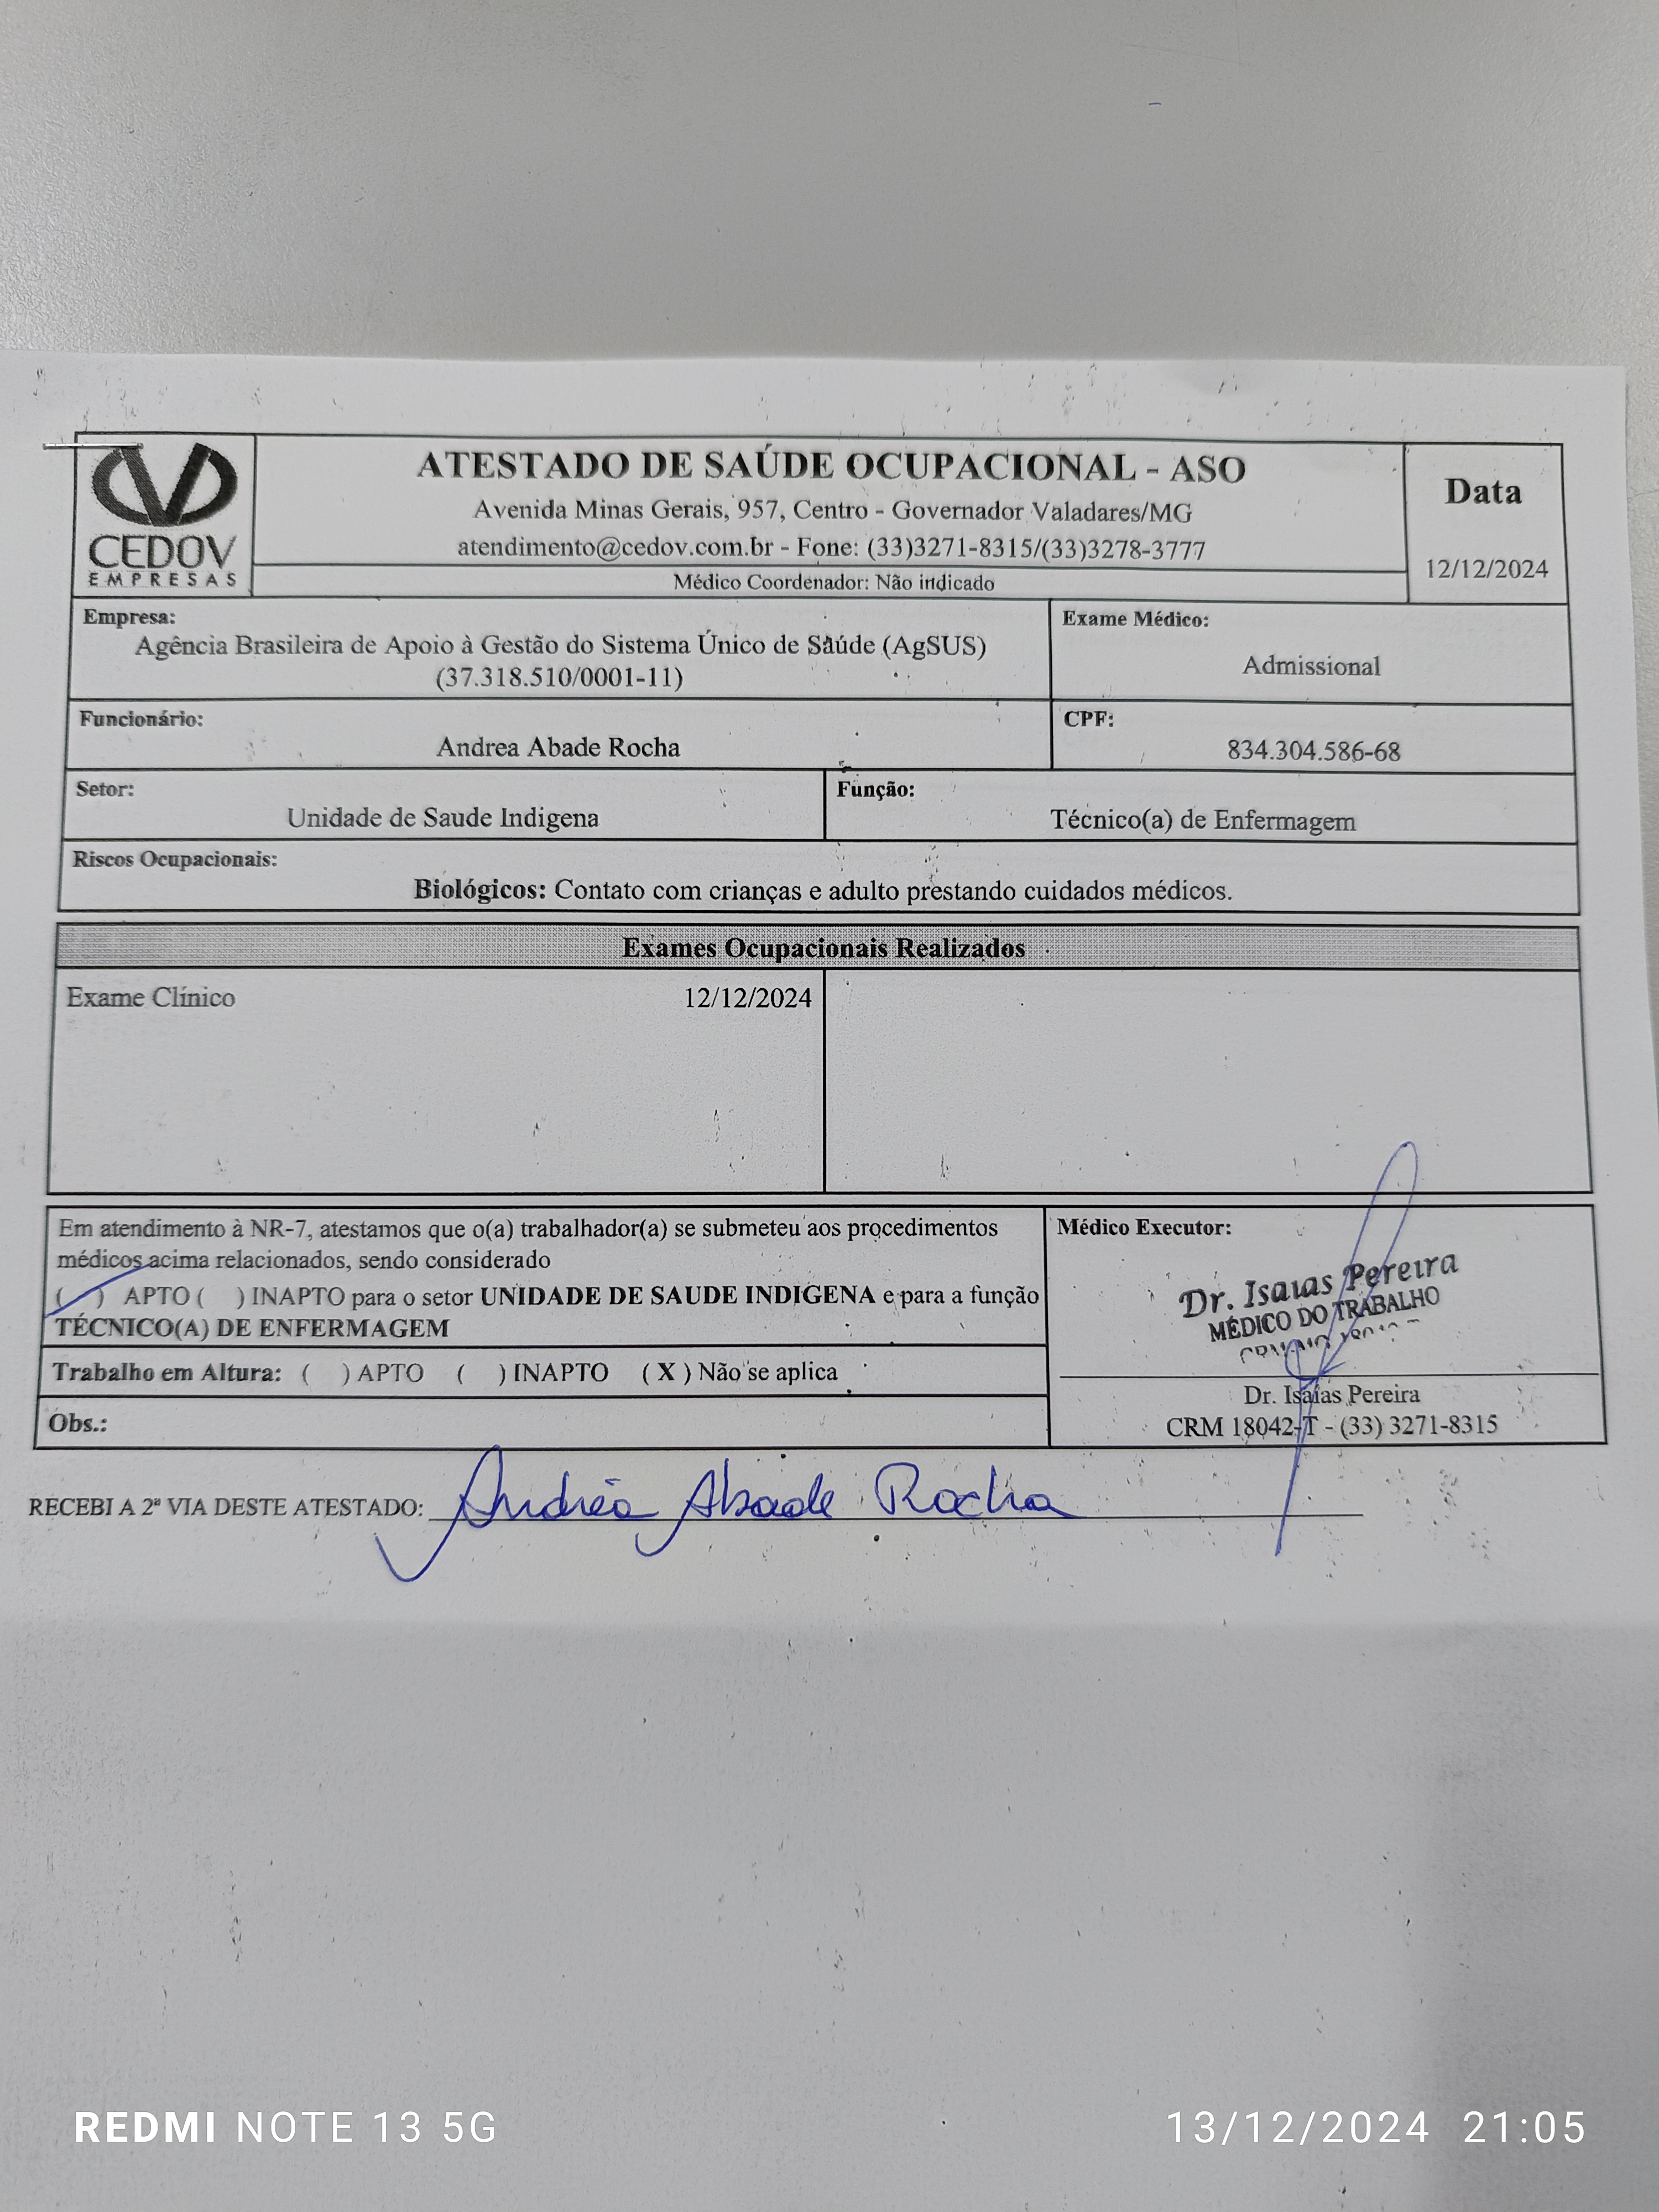 CEDOV
EMPRESAS
ATESTADO DE SAÚDE OCUPACIONAL - ASO
Avenida Minas Gerais, 957, Centro - Governador Valadares/MG
atendimento@cedov.com.br - Fone: (33)3271-8315/(33)3278-3777
Médico Coordenador: Não indicado
Data
12/12/2024
Empresa:
Agência Brasileira de Apoio à Gestão do Sistema Único de Saúde (AgSUS)
(37.318.510/0001-11)
Exame Médico:
Admissional
Funcionário:
Andrea Abade Rocha
CPF:
834.304.586-68
Setor:
Unidade de Saude Indigena
Função:
Técnico(a) de Enfermagem
Riscos Ocupacionais:
Biológicos: Contato com crianças e adulto prestando cuidados médicos.
Exames Ocupacionais Realizados
Exame Clínico 12/12/2024
Em atendimento à NR-7, atestamos que o(a) trabalhador(a) se submeteu aos procedimentos
médicos acima relacionados, sendo considerado
( / ) APTO ( ) INAPTO para o setor UNIDADE DE SAUDE INDIGENA e para a função
TÉCNICO(A) DE ENFERMAGEM
Trabalho em Altura: ( ) APTO ( ) INAPTO ( X ) Não se aplica
Obs.:
Médico Executor:
Dr. Isaias Pereira
MÉDICO DO TRABALHO
Dr. Isaías Pereira
CRM 18042-T - (33) 3271-8315
RECEBI A 2ª VIA DESTE ATESTADO: Andréa Abade Rocha
REDMI NOTE 13 5G
13/12/2024 21:05